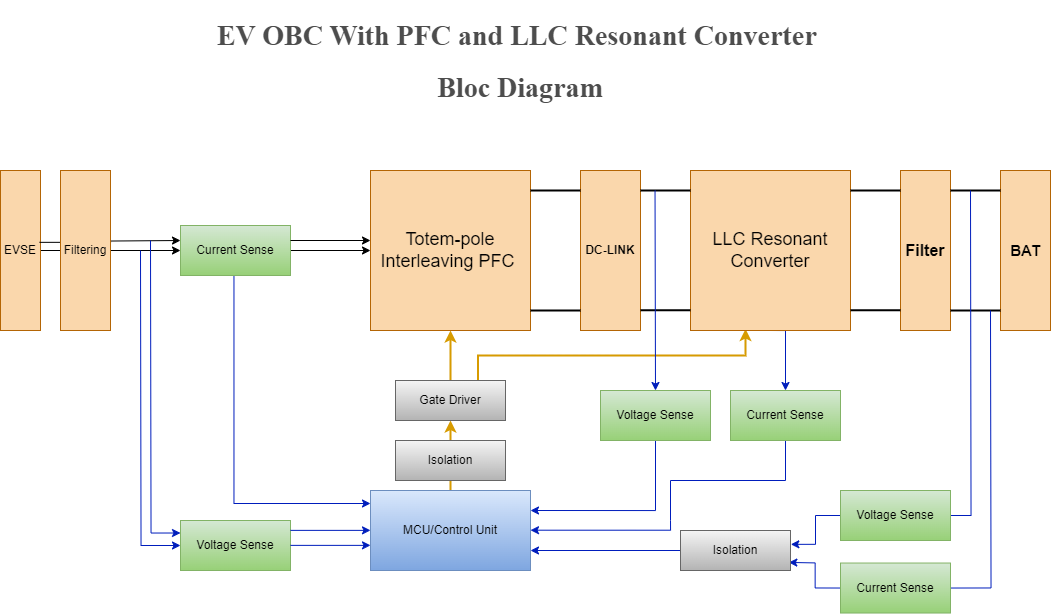 EV OBC With PFC and LLC Resonant Converter
Bloc Diagram
EVSE
Filtering
Current Sense
Totem-pole
Interleaving PFC
DC-LINK
LLC Resonant
Converter
Filter
BAT
Gate Driver
Voltage Sense
Current Sense
Isolation
MCU/Control Unit
Voltage Sense
Voltage Sense
Isolation
Current Sense